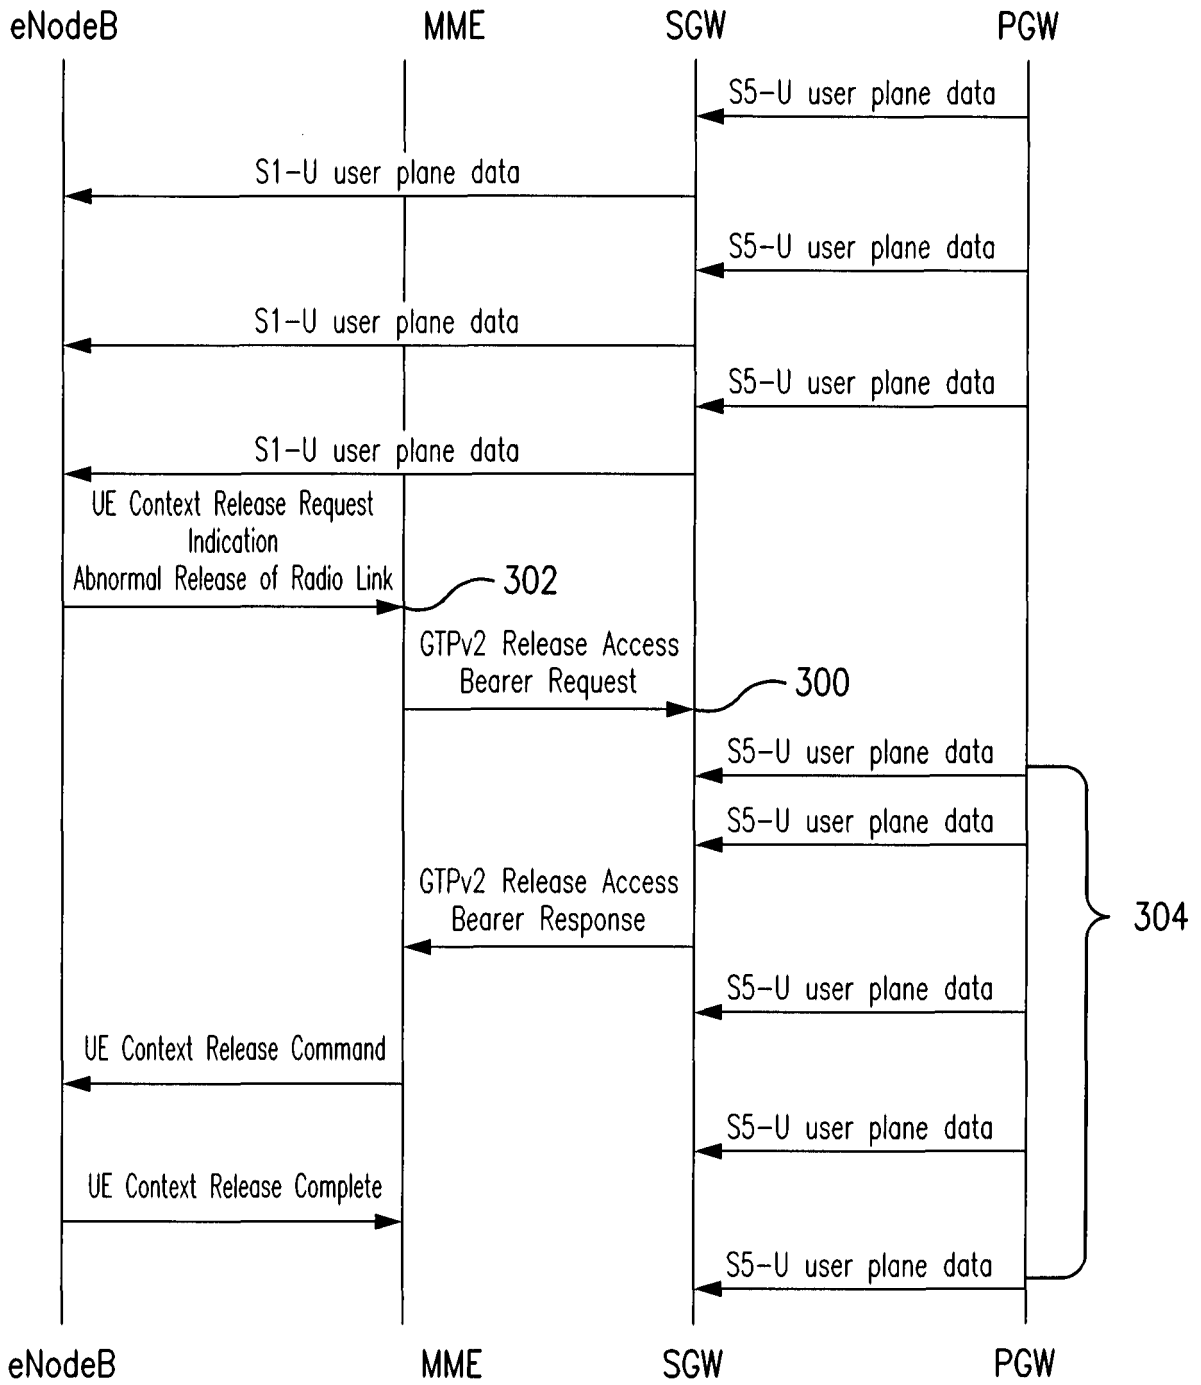 eNodeB MME SGW PGW
S5-U user plane data
S1-U user plane data
S5-U user plane data
S1-U user plane data
S5-U user plane data
S1-U user plane data
UE Context Release Request
Indication
Abnormal Release of Radio Link
302
GTPv2 Release Access
Bearer Request
300
S5-U user plane data
S5-U user plane data
GTPv2 Release Access
Bearer Response
304
S5-U user plane data
UE Context Release Command
S5-U user plane data
UE Context Release Complete
S5-U user plane data
eNodeB MME SGW PGW